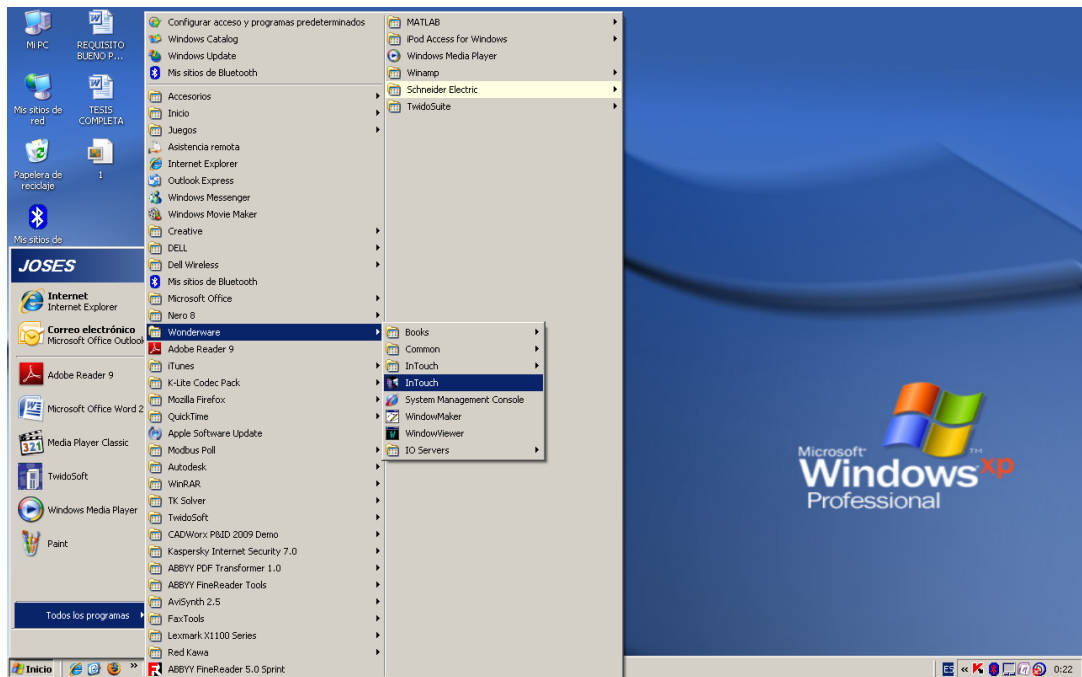 Mi PC
REQUISITO
BUENO P...
Mis sitios de
red
TESIS
COMPLETA
Papelera de
reciclaje
1
Mis sitios de
JOSES
Internet
Internet Explorer
Correo electrónico
Microsoft Office Outlook
Adobe Reader 9
Microsoft Office Word 2
Media Player Classic
TwidoSoft
Windows Media Player
Paint
Todos los programas
Configurar acceso y programas predeterminados
Windows Catalog
Windows Update
Mis sitios de Bluetooth
Accesorios
Inicio
Juegos
Asistencia remota
Internet Explorer
Outlook Express
Windows Messenger
Windows Movie Maker
Creative
DELL
Dell Wireless
Mis sitios de Bluetooth
Microsoft Office
Nero 8
Wonderware
Adobe Reader 9
iTunes
K-Lite Codec Pack
Mozilla Firefox
QuickTime
Apple Software Update
Modbus Poll
Autodesk
WinRAR
TK Solver
TwidoSoft
CADWorx P&ID 2009 Demo
Kaspersky Internet Security 7.0
ABBYY PDF Transformer 1.0
ABBYY FineReader Tools
AviSynth 2.5
FaxTools
Lexmark X1100 Series
Red Kawa
ABBYY FineReader 5.0 Sprint
MATLAB
iPod Access for Windows
Windows Media Player
Winamp
Schneider Electric
TwidoSuite
Books
Common
InTouch
InTouch
System Management Console
WindowMaker
WindowViewer
IO Servers
Microsoft
Windows xp
TM
Professional
Inicio
»
ES
«
0:22